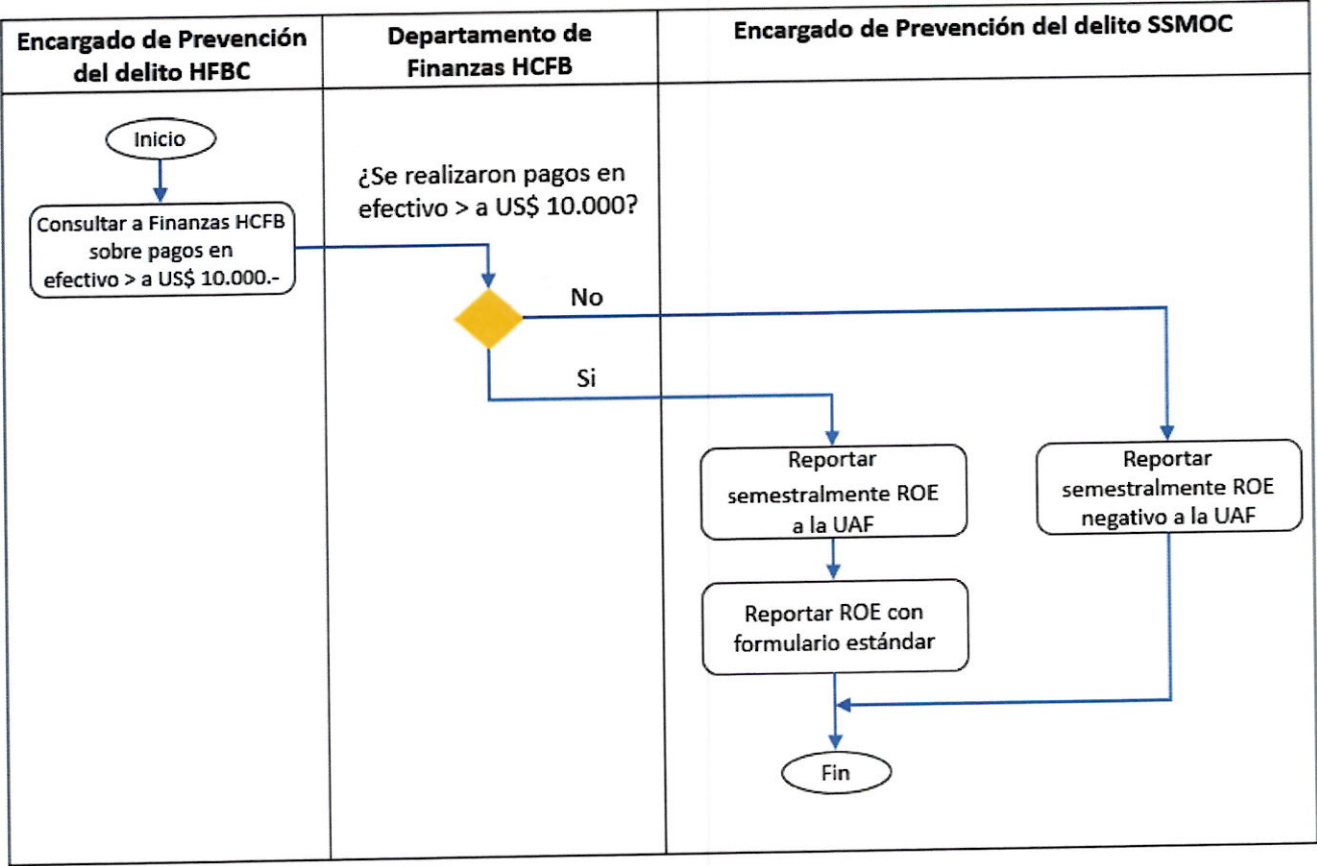 Encargado de Prevención
del delito HFBC
Departamento de
Finanzas HCFB
Encargado de Prevención del delito SSMOC
Inicio
Consultar a Finanzas HCFB
sobre pagos en
efectivo > a US$ 10.000.-
¿Se realizaron pagos en
efectivo > a US$ 10.000?
No
Si
Reportar
semestralmente ROE
a la UAF
Reportar
semestralmente ROE
negativo a la UAF
Reportar ROE con
formulario estándar
Fin